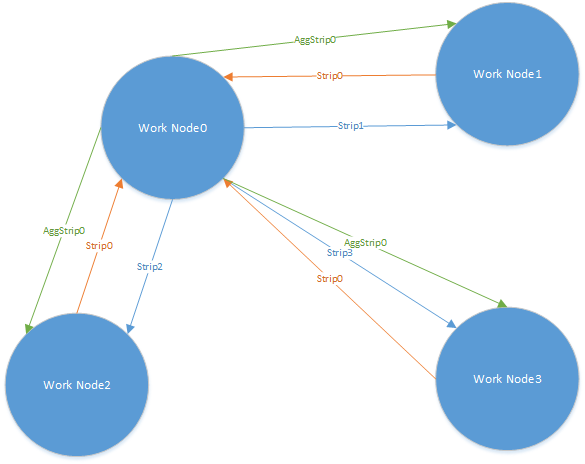 AggStrip0
Work Node1
Strip0
Work Node0
Strip1
AggStrip0
Strip0
AggStrip0
Strip3
Strip2
Strip0
Work Node3
Work Node2